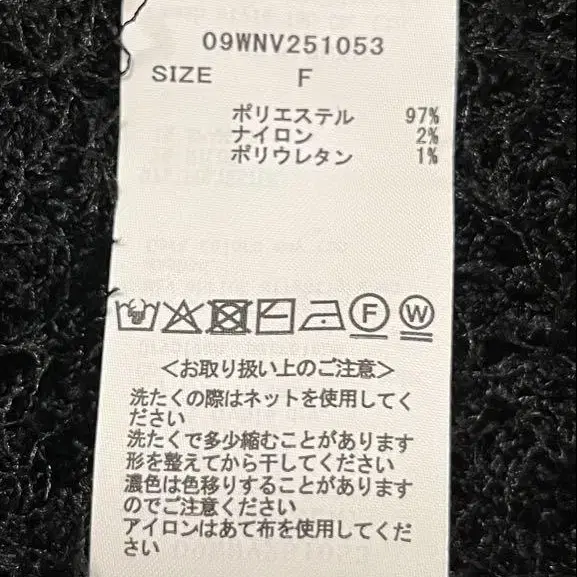 09WNV251053
SIZE F
ポリエステル 97%
ナイロン 2%
ポリウレタン 1%
F W
<お取り扱い上のご注意>
洗たくの際はネットを使用してく
ださい
洗たくで多少縮むことがあります
形を整えてから干してください
濃色は色移りすることがあります
のでご注意ください
アイロンはあて布を使用してくだ
さい